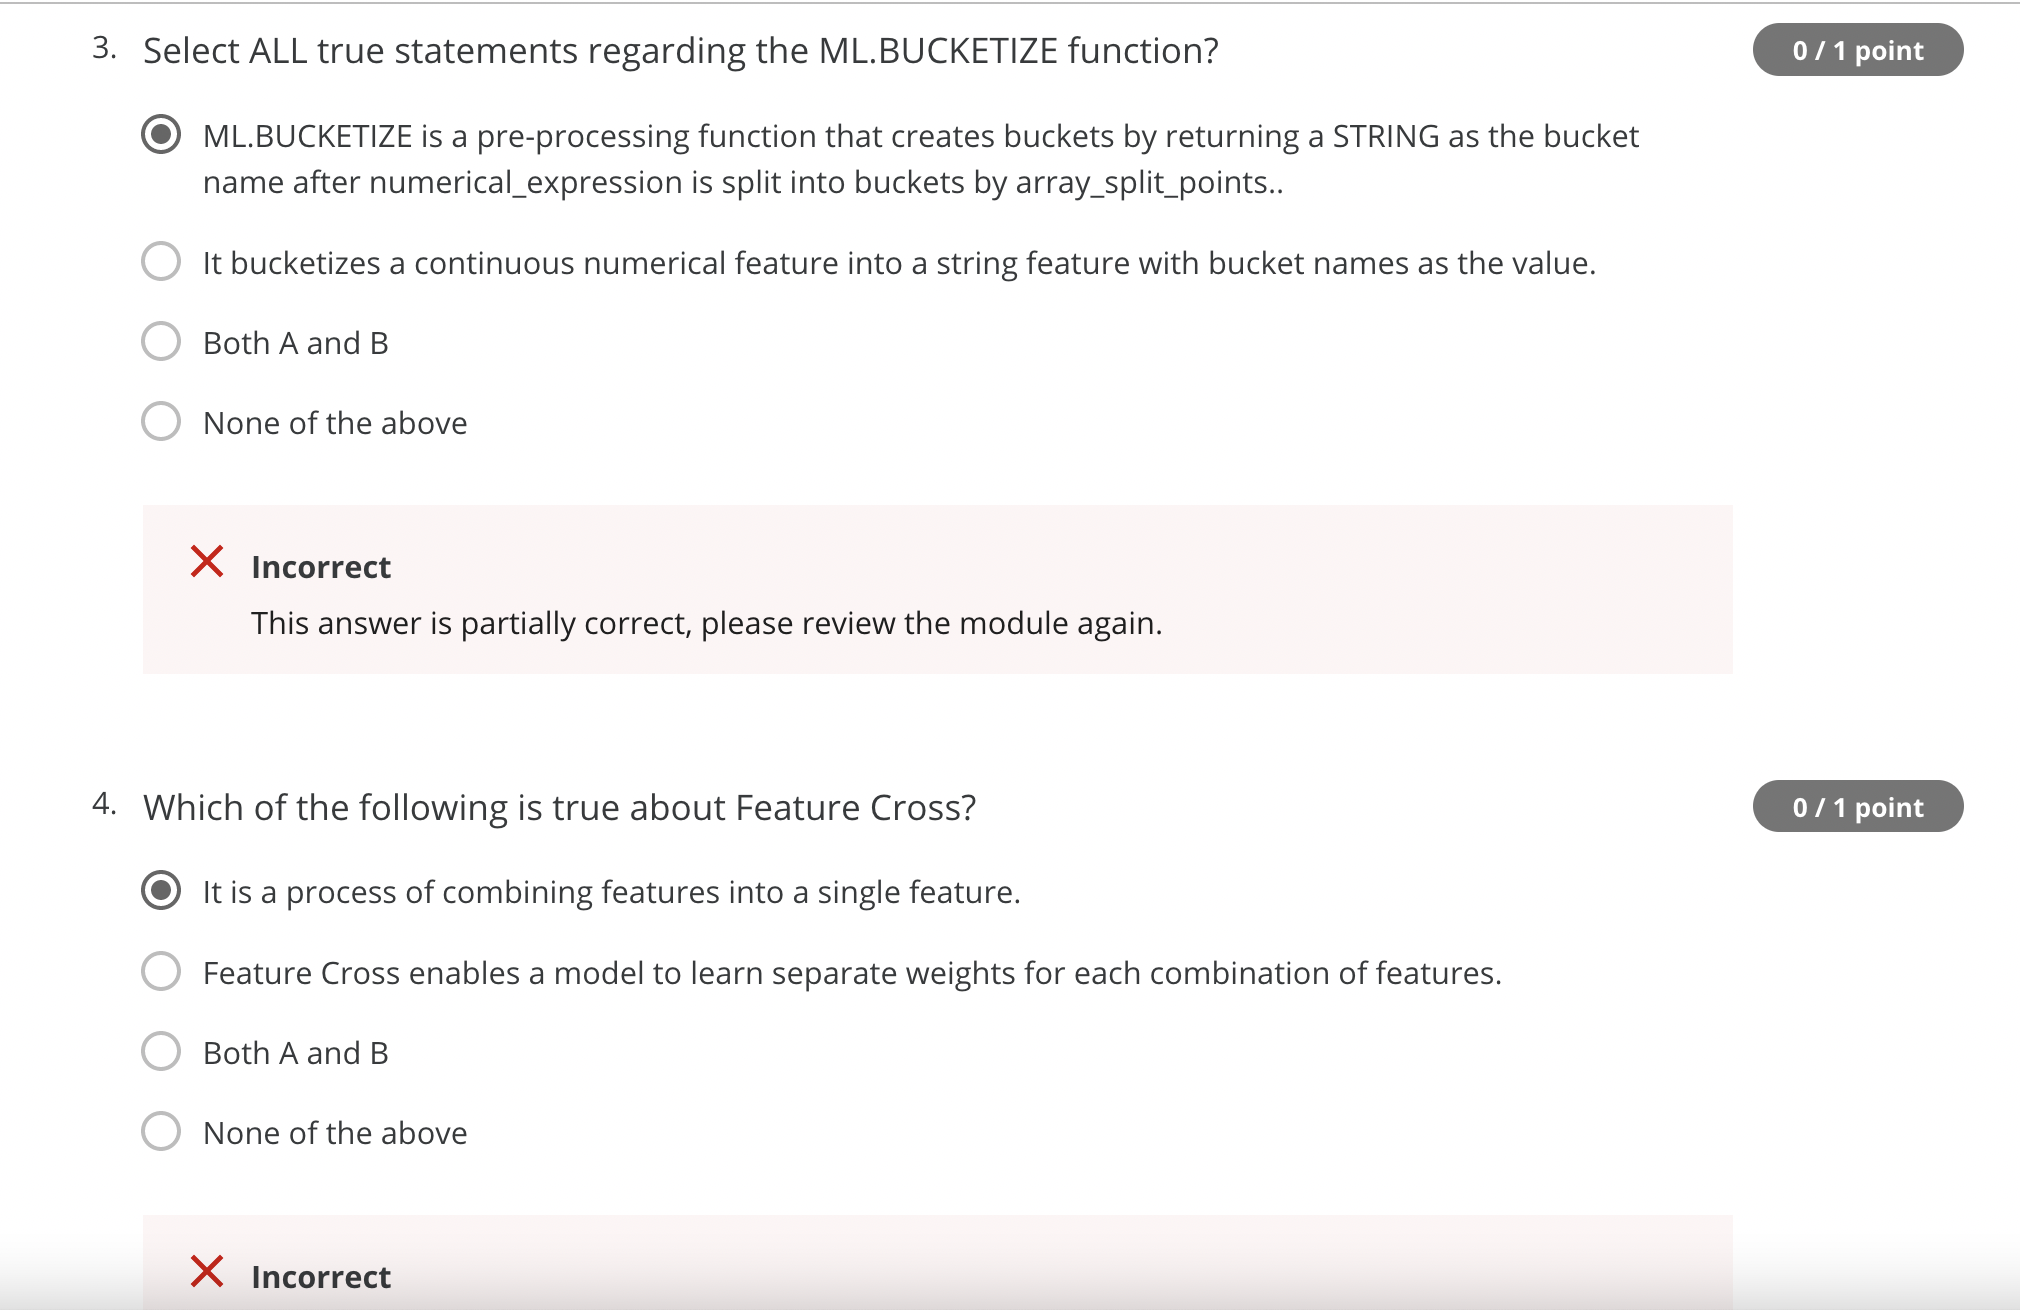 3. Select ALL true statements regarding the ML.BUCKETIZE function?
0 / 1 point
ML.BUCKETIZE is a pre-processing function that creates buckets by returning a STRING as the bucket
name after numerical_expression is split into buckets by array_split_points..
It bucketizes a continuous numerical feature into a string feature with bucket names as the value.
Both A and B
None of the above
Incorrect
This answer is partially correct, please review the module again.
4. Which of the following is true about Feature Cross?
0 / 1 point
It is a process of combining features into a single feature.
Feature Cross enables a model to learn separate weights for each combination of features.
Both A and B
None of the above
Incorrect